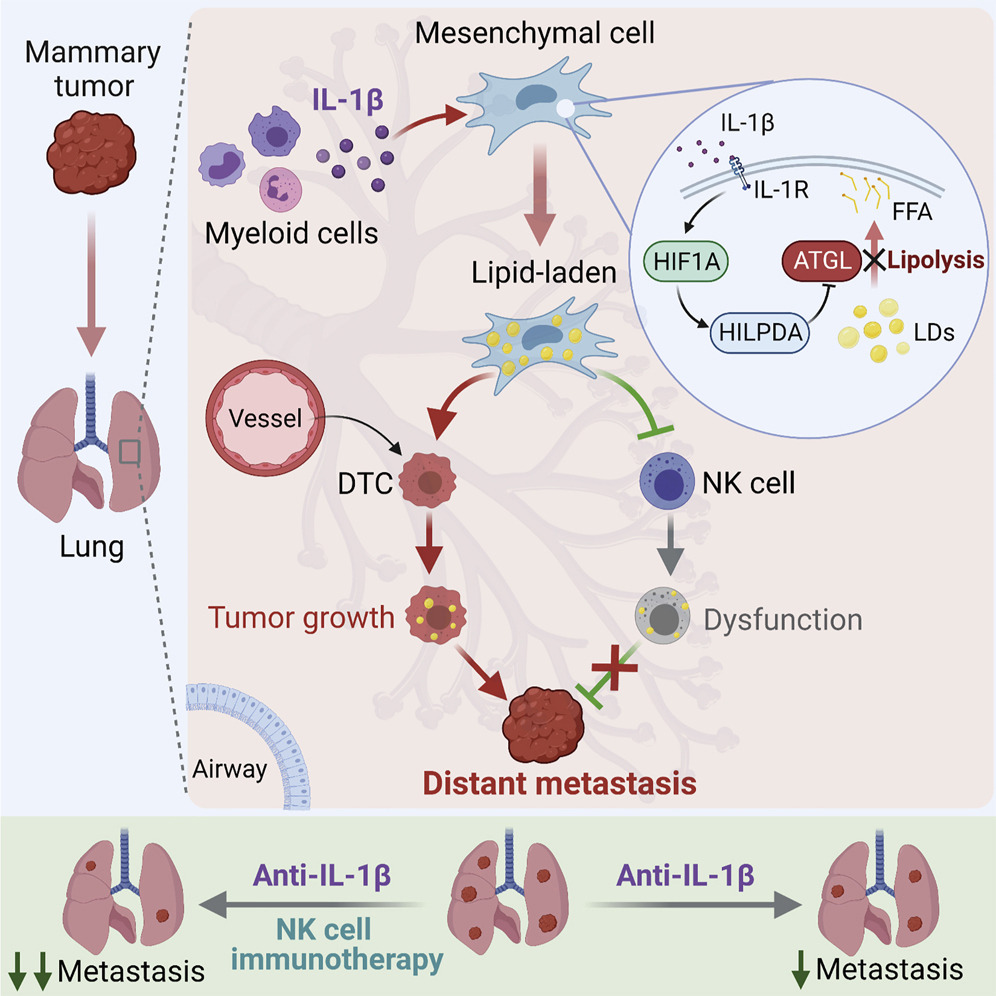 Mammary
tumor
Lung
Mesenchymal cell
IL-1β
Myeloid cells
IL-1β
IL-1R
FFA
HIF1A
ATGL
Lipolysis
HILPDA
LDs
Lipid-laden
Vessel
DTC
NK cell
Tumor growth
Dysfunction
Airway
Distant metastasis
Anti-IL-1β
NK cell
immunotherapy
Metastasis
Anti-IL-1β
Metastasis